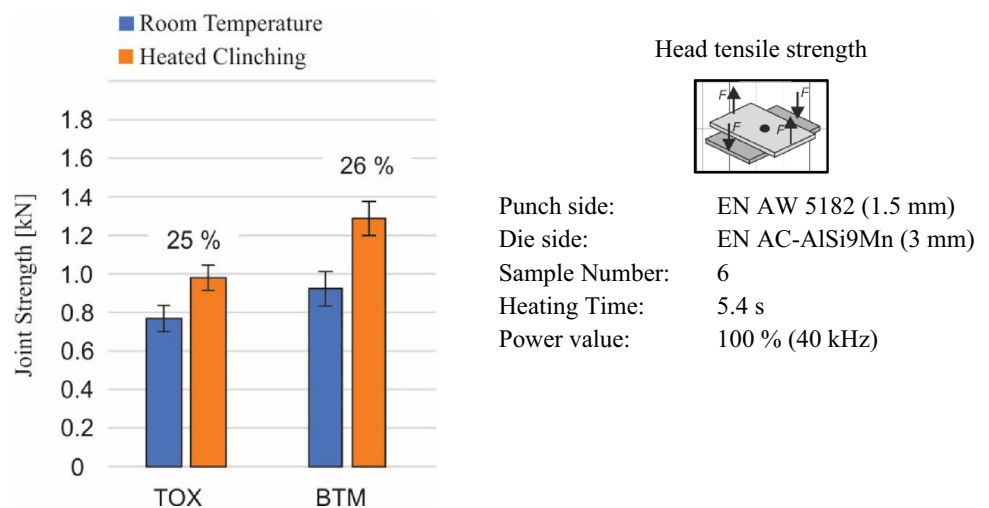 Room Temperature
Heated Clinching
Joint Strength [kN]
1.8
1.6
1.4
1.2
1.0
0.8
0.6
0.4
0.2
0
25 %
26 %
TOX
BTM
Head tensile strength
F
F
F
F
Punch side: EN AW 5182 (1.5 mm)
Die side: EN AC-AlSi9Mn (3 mm)
Sample Number: 6
Heating Time: 5.4 s
Power value: 100 % (40 kHz)